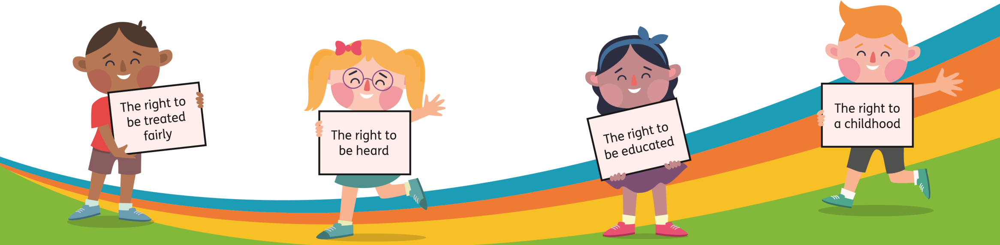 The right to
be treated
fairly
The right to
be heard
The right to
be educated
The right to
a childhood